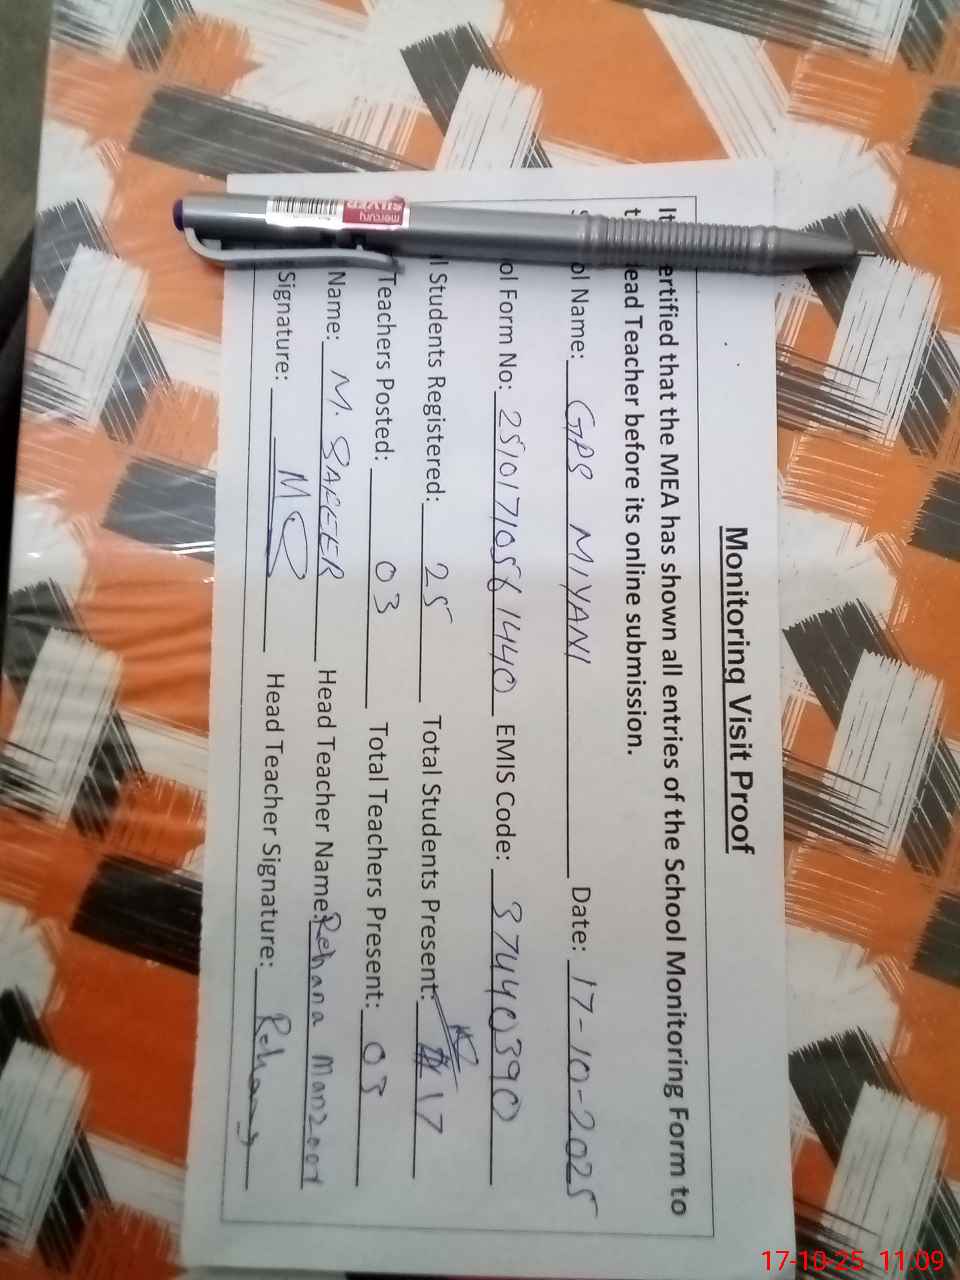 Monitoring Visit Proof
It ertified that the MEA has shown all entries of the School Monitoring Form to
t ead Teacher before its online submission.
ol Name: GPS MIYANI Date: 17-10-2025
ol Form No: 25101710561440 EMIS Code: 37440390
l Students Registered: 25 Total Students Present: 17
Teachers Posted: 03 Total Teachers Present: 03
Name: M. SAFEER Head Teacher Name: Rehana Manzoor
Signature: Head Teacher Signature: Rehana
mercury
17-10-25 11:09